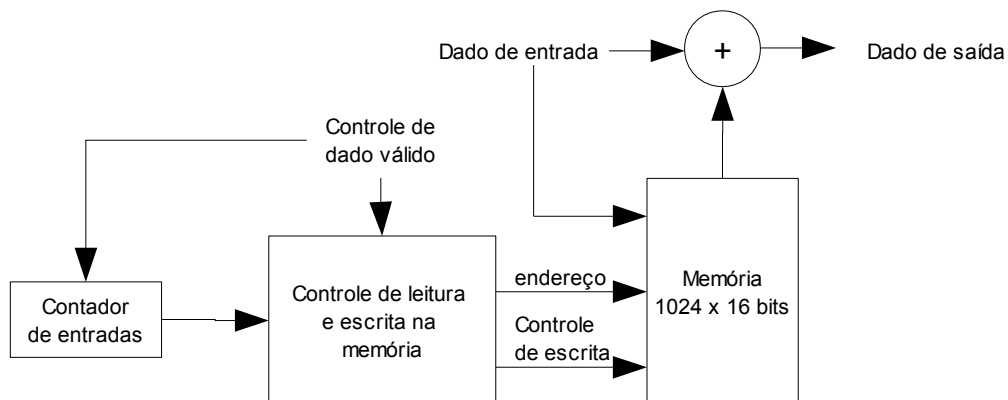 Dado de entrada
+
Dado de saída
Controle de
dado válido
Contador
de entradas
Controle de leitura
e escrita na
memória
endereço
Controle
de escrita
Memória
1024 x 16 bits